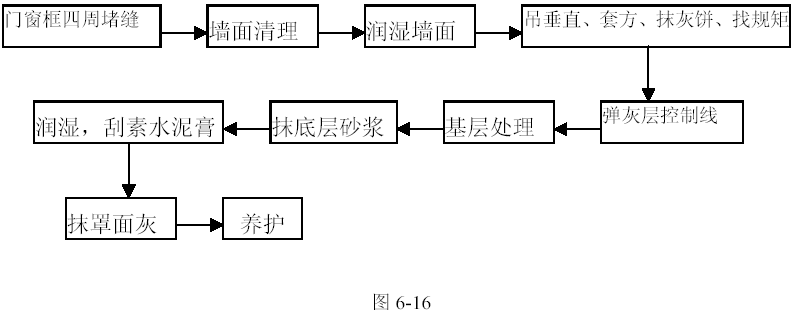 门窗框四周堵缝
墙面清理
润湿墙面
吊垂直、套方、抹灰饼、找规矩
弹灰层控制线
基层处理
抹底层砂浆
润湿，刮素水泥膏
抹罩面灰
养护
图 6-16